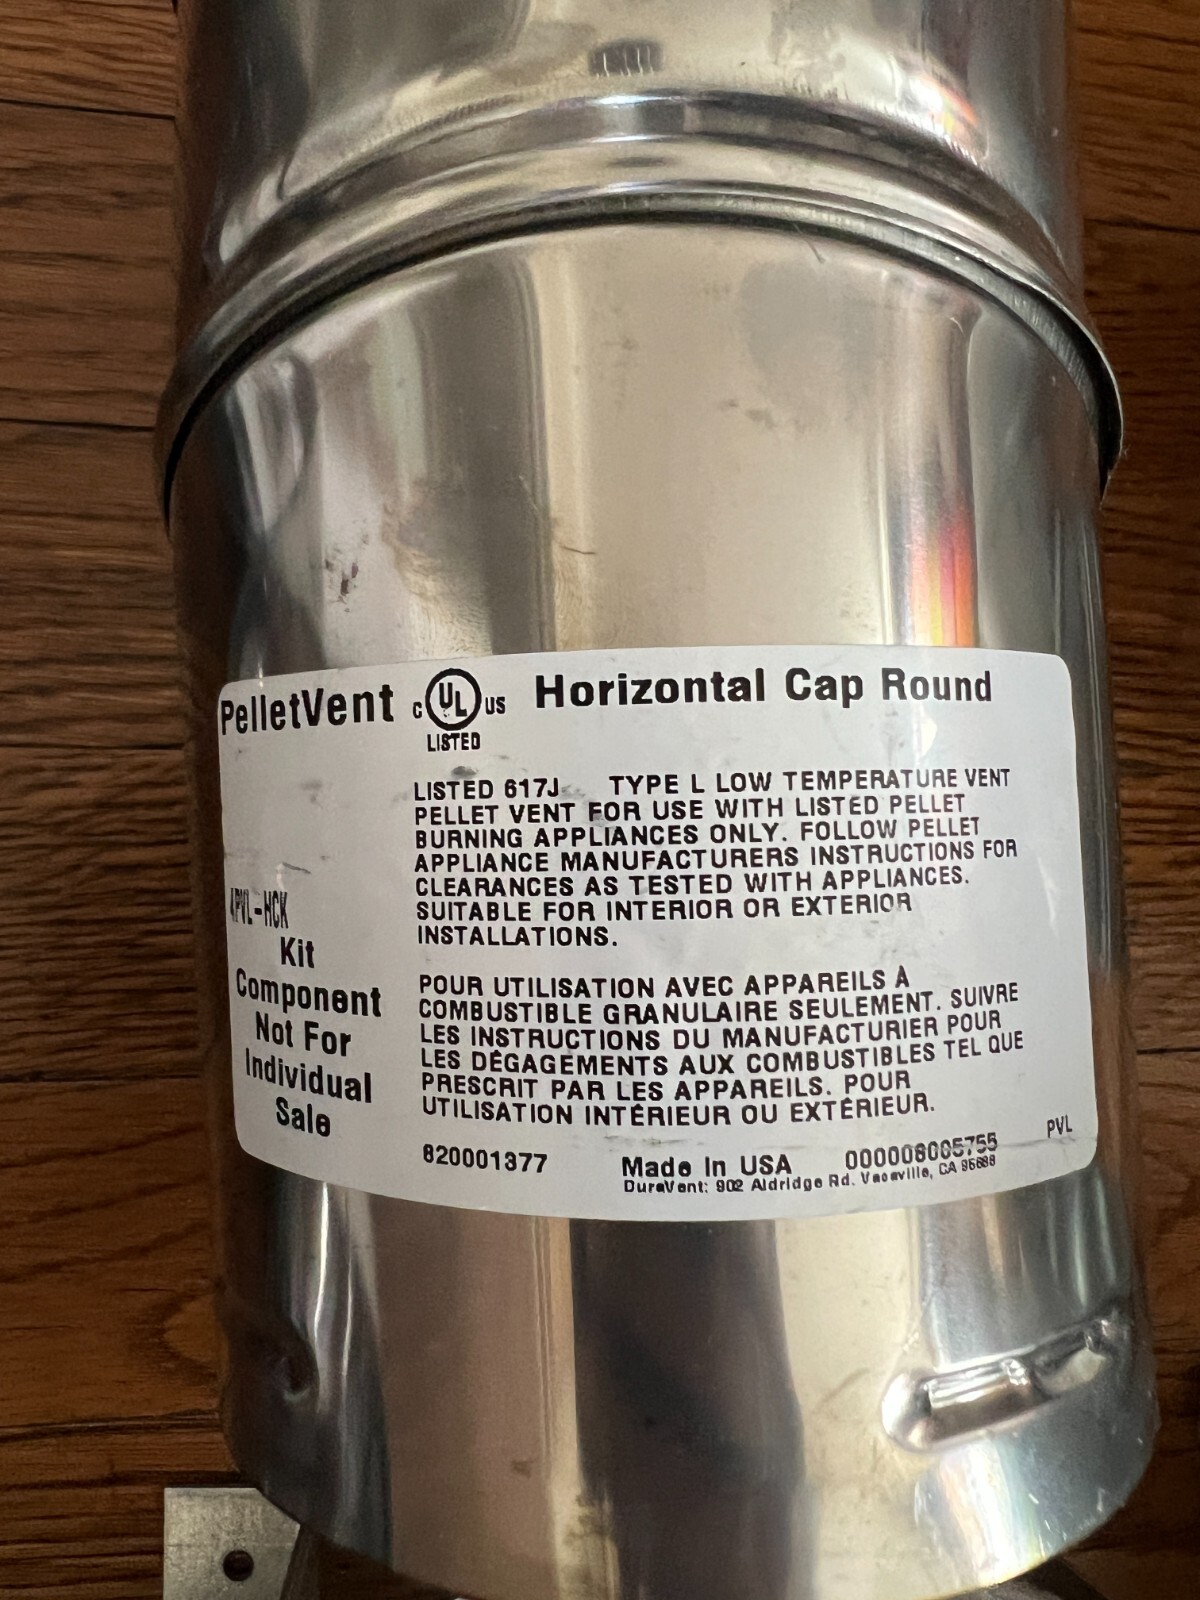 PelletVent
c UL US
LISTED
Horizontal Cap Round
LISTED 617J TYPE L LOW TEMPERATURE VENT
PELLET VENT FOR USE WITH LISTED PELLET
BURNING APPLIANCES ONLY. FOLLOW PELLET
APPLIANCE MANUFACTURERS INSTRUCTIONS FOR
CLEARANCES AS TESTED WITH APPLIANCES.
SUITABLE FOR INTERIOR OR EXTERIOR
INSTALLATIONS.
4PVL-HCK
Kit
Component
Not For
Individual
Sale
POUR UTILISATION AVEC APPAREILS À
COMBUSTIBLE GRANULAIRE SEULEMENT. SUIVRE
LES INSTRUCTIONS DU MANUFACTURIER POUR
LES DÉGAGEMENTS AUX COMBUSTIBLES TEL QUE
PRESCRIT PAR LES APPAREILS. POUR
UTILISATION INTÉRIEUR OU EXTÉRIEUR.
820001377
Made In USA
000008005755
PVL
DuraVent: 902 Aldridge Rd. Vacaville, CA 95688